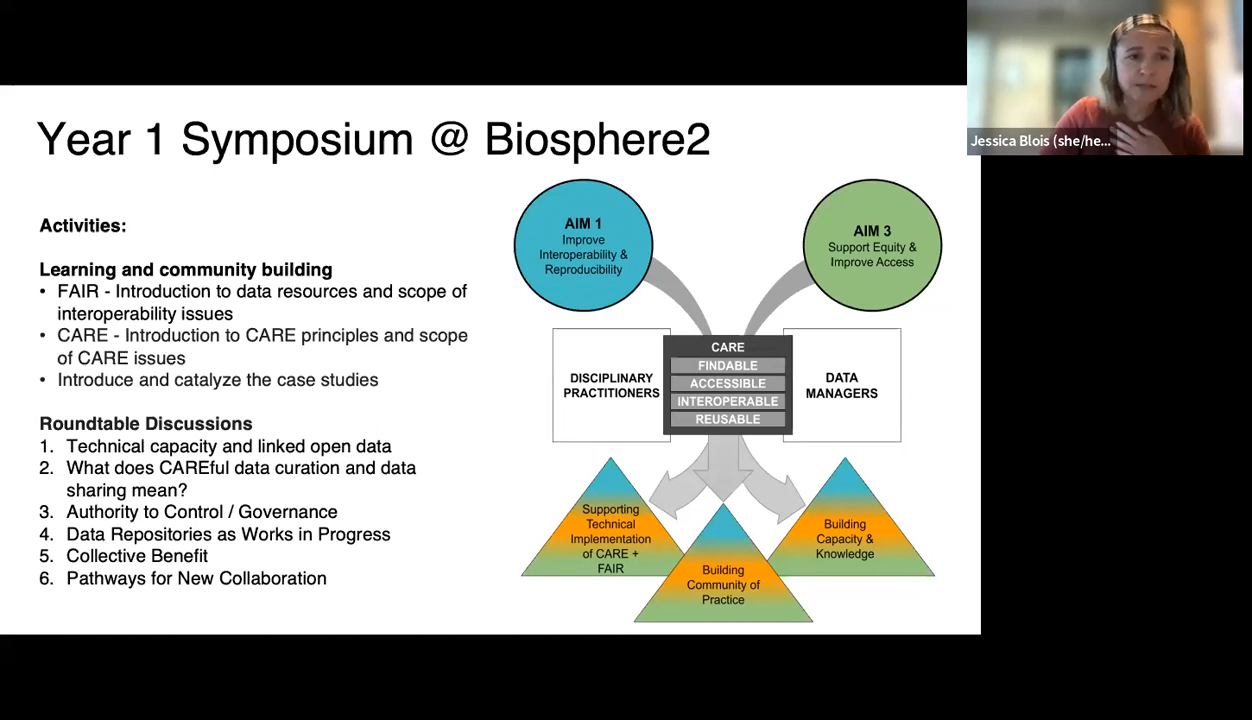 Year 1 Symposium @ Biosphere2
Activities:
Learning and community building
• FAIR - Introduction to data resources and scope of
interoperability issues
• CARE - Introduction to CARE principles and scope
of CARE issues
• Introduce and catalyze the case studies
Roundtable Discussions
1. Technical capacity and linked open data
2. What does CAREful data curation and data
sharing mean?
3. Authority to Control / Governance
4. Data Repositories as Works in Progress
5. Collective Benefit
6. Pathways for New Collaboration
AIM 1
Improve
Interoperability &
Reproducibility
AIM 3
Support Equity &
Improve Access
DISCIPLINARY
PRACTITIONERS
CARE
FINDABLE
ACCESSIBLE
INTEROPERABLE
REUSABLE
DATA
MANAGERS
Supporting
Technical
Implementation
of CARE +
FAIR
Building
Community of
Practice
Building
Capacity &
Knowledge
Jessica Blois (she/he...